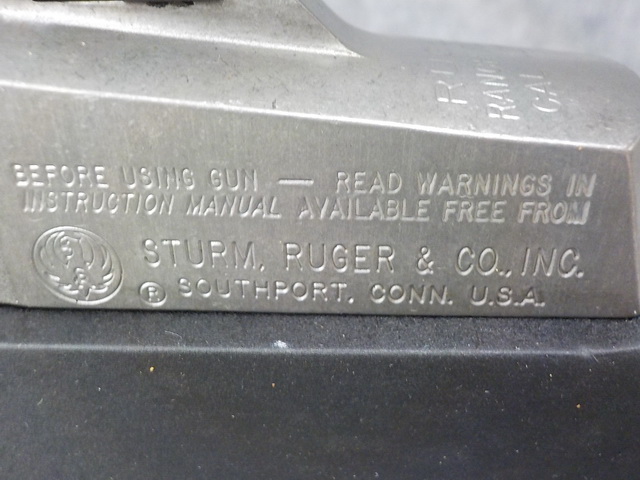 BEFORE USING GUN — READ WARNINGS IN
INSTRUCTION MANUAL AVAILABLE FREE FROM
STURM, RUGER & CO., INC.
® SOUTHPORT, CONN. U.S.A.